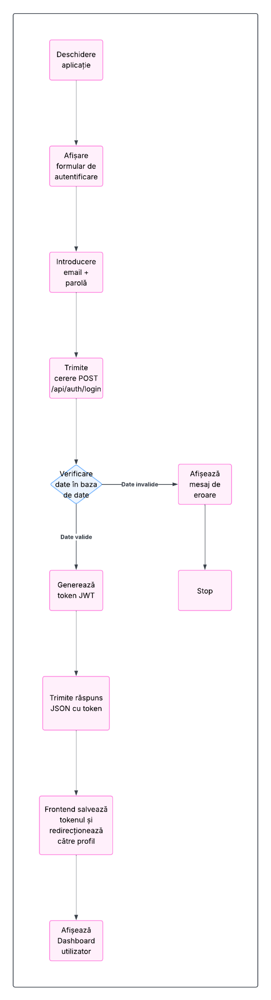 Deschidere
aplicație
Afișare
formular de
autentificare
Introducere
email +
parolă
Trimite
cerere POST
/api/auth/login
Verificare
date în baza
de date
Date invalide
Afișează
mesaj de
eroare
Date valide
Generează
token JWT
Stop
Trimite răspuns
JSON cu token
Frontend salvează
tokenul și
redirecționează
către profil
Afișează
Dashboard
utilizator